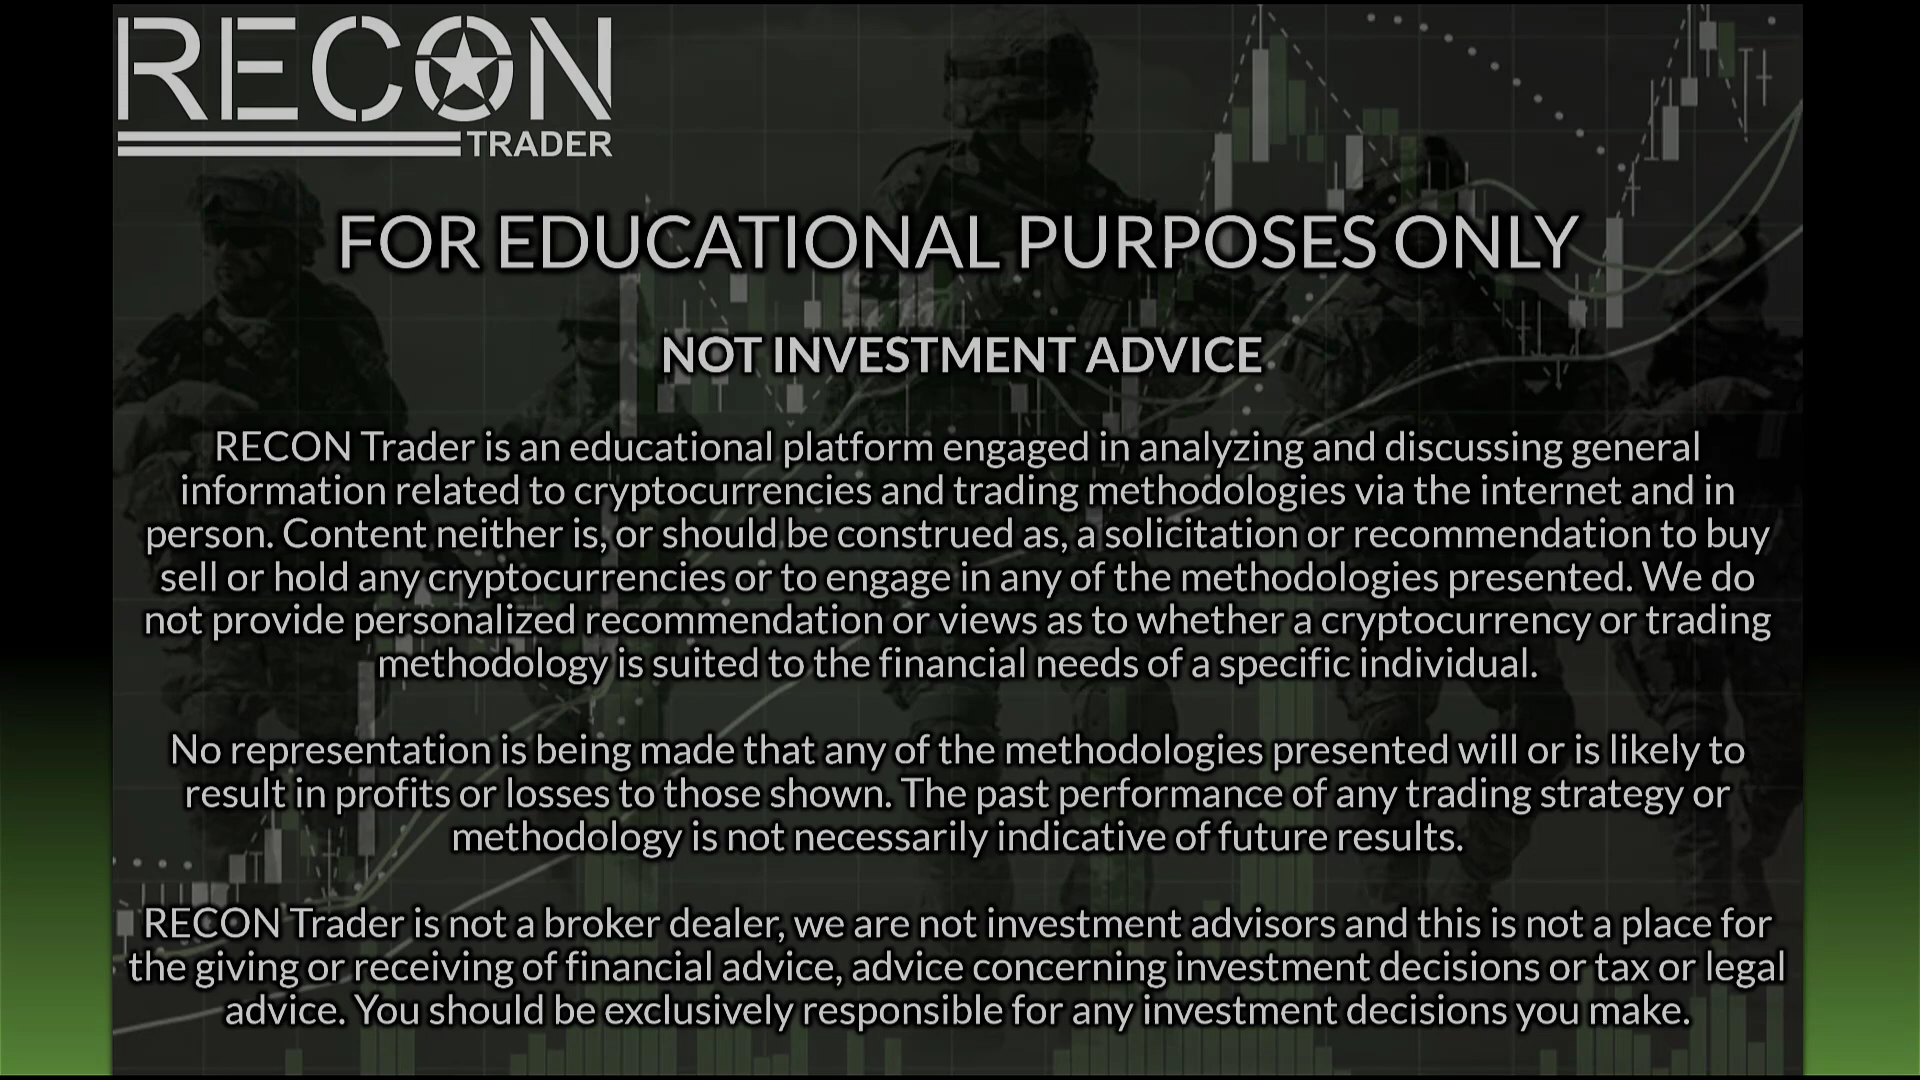 RECON
TRADER
FOR EDUCATIONAL PURPOSES ONLY
NOT INVESTMENT ADVICE
RECON Trader is an educational platform engaged in analyzing and discussing general
information related to cryptocurrencies and trading methodologies via the internet and in
person. Content neither is, or should be construed as, a solicitation or recommendation to buy
sell or hold any cryptocurrencies or to engage in any of the methodologies presented. We do
not provide personalized recommendation or views as to whether a cryptocurrency or trading
methodology is suited to the financial needs of a specific individual.
No representation is being made that any of the methodologies presented will or is likely to
result in profits or losses to those shown. The past performance of any trading strategy or
methodology is not necessarily indicative of future results.
RECON Trader is not a broker dealer, we are not investment advisors and this is not a place for
the giving or receiving of financial advice, advice concerning investment decisions or tax or legal
advice. You should be exclusively responsible for any investment decisions you make.